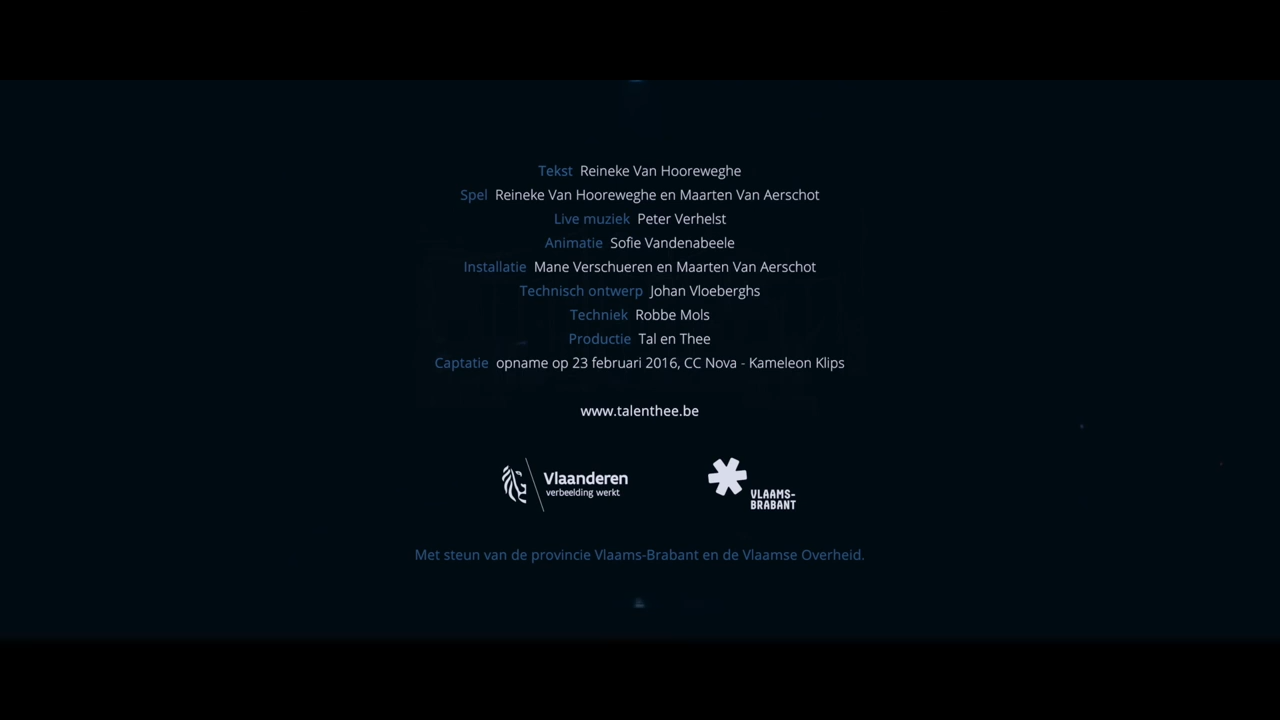 Tekst Reineke Van Hooreweghe
Spel Reineke Van Hooreweghe en Maarten Van Aerschot
Live muziek Peter Verhelst
Animatie Sofie Vandenabeele
Installatie Mane Verschueren en Maarten Van Aerschot
Technisch ontwerp Johan Vloeberghs
Techniek Robbe Mols
Productie Tal en Thee
Captatie opname op 23 februari 2016, CC Nova - Kameleon Klips
www.talenthee.be
Vlaanderen
verbeelding werkt
VLAAMS-
BRABANT
Met steun van de provincie Vlaams-Brabant en de Vlaamse Overheid.